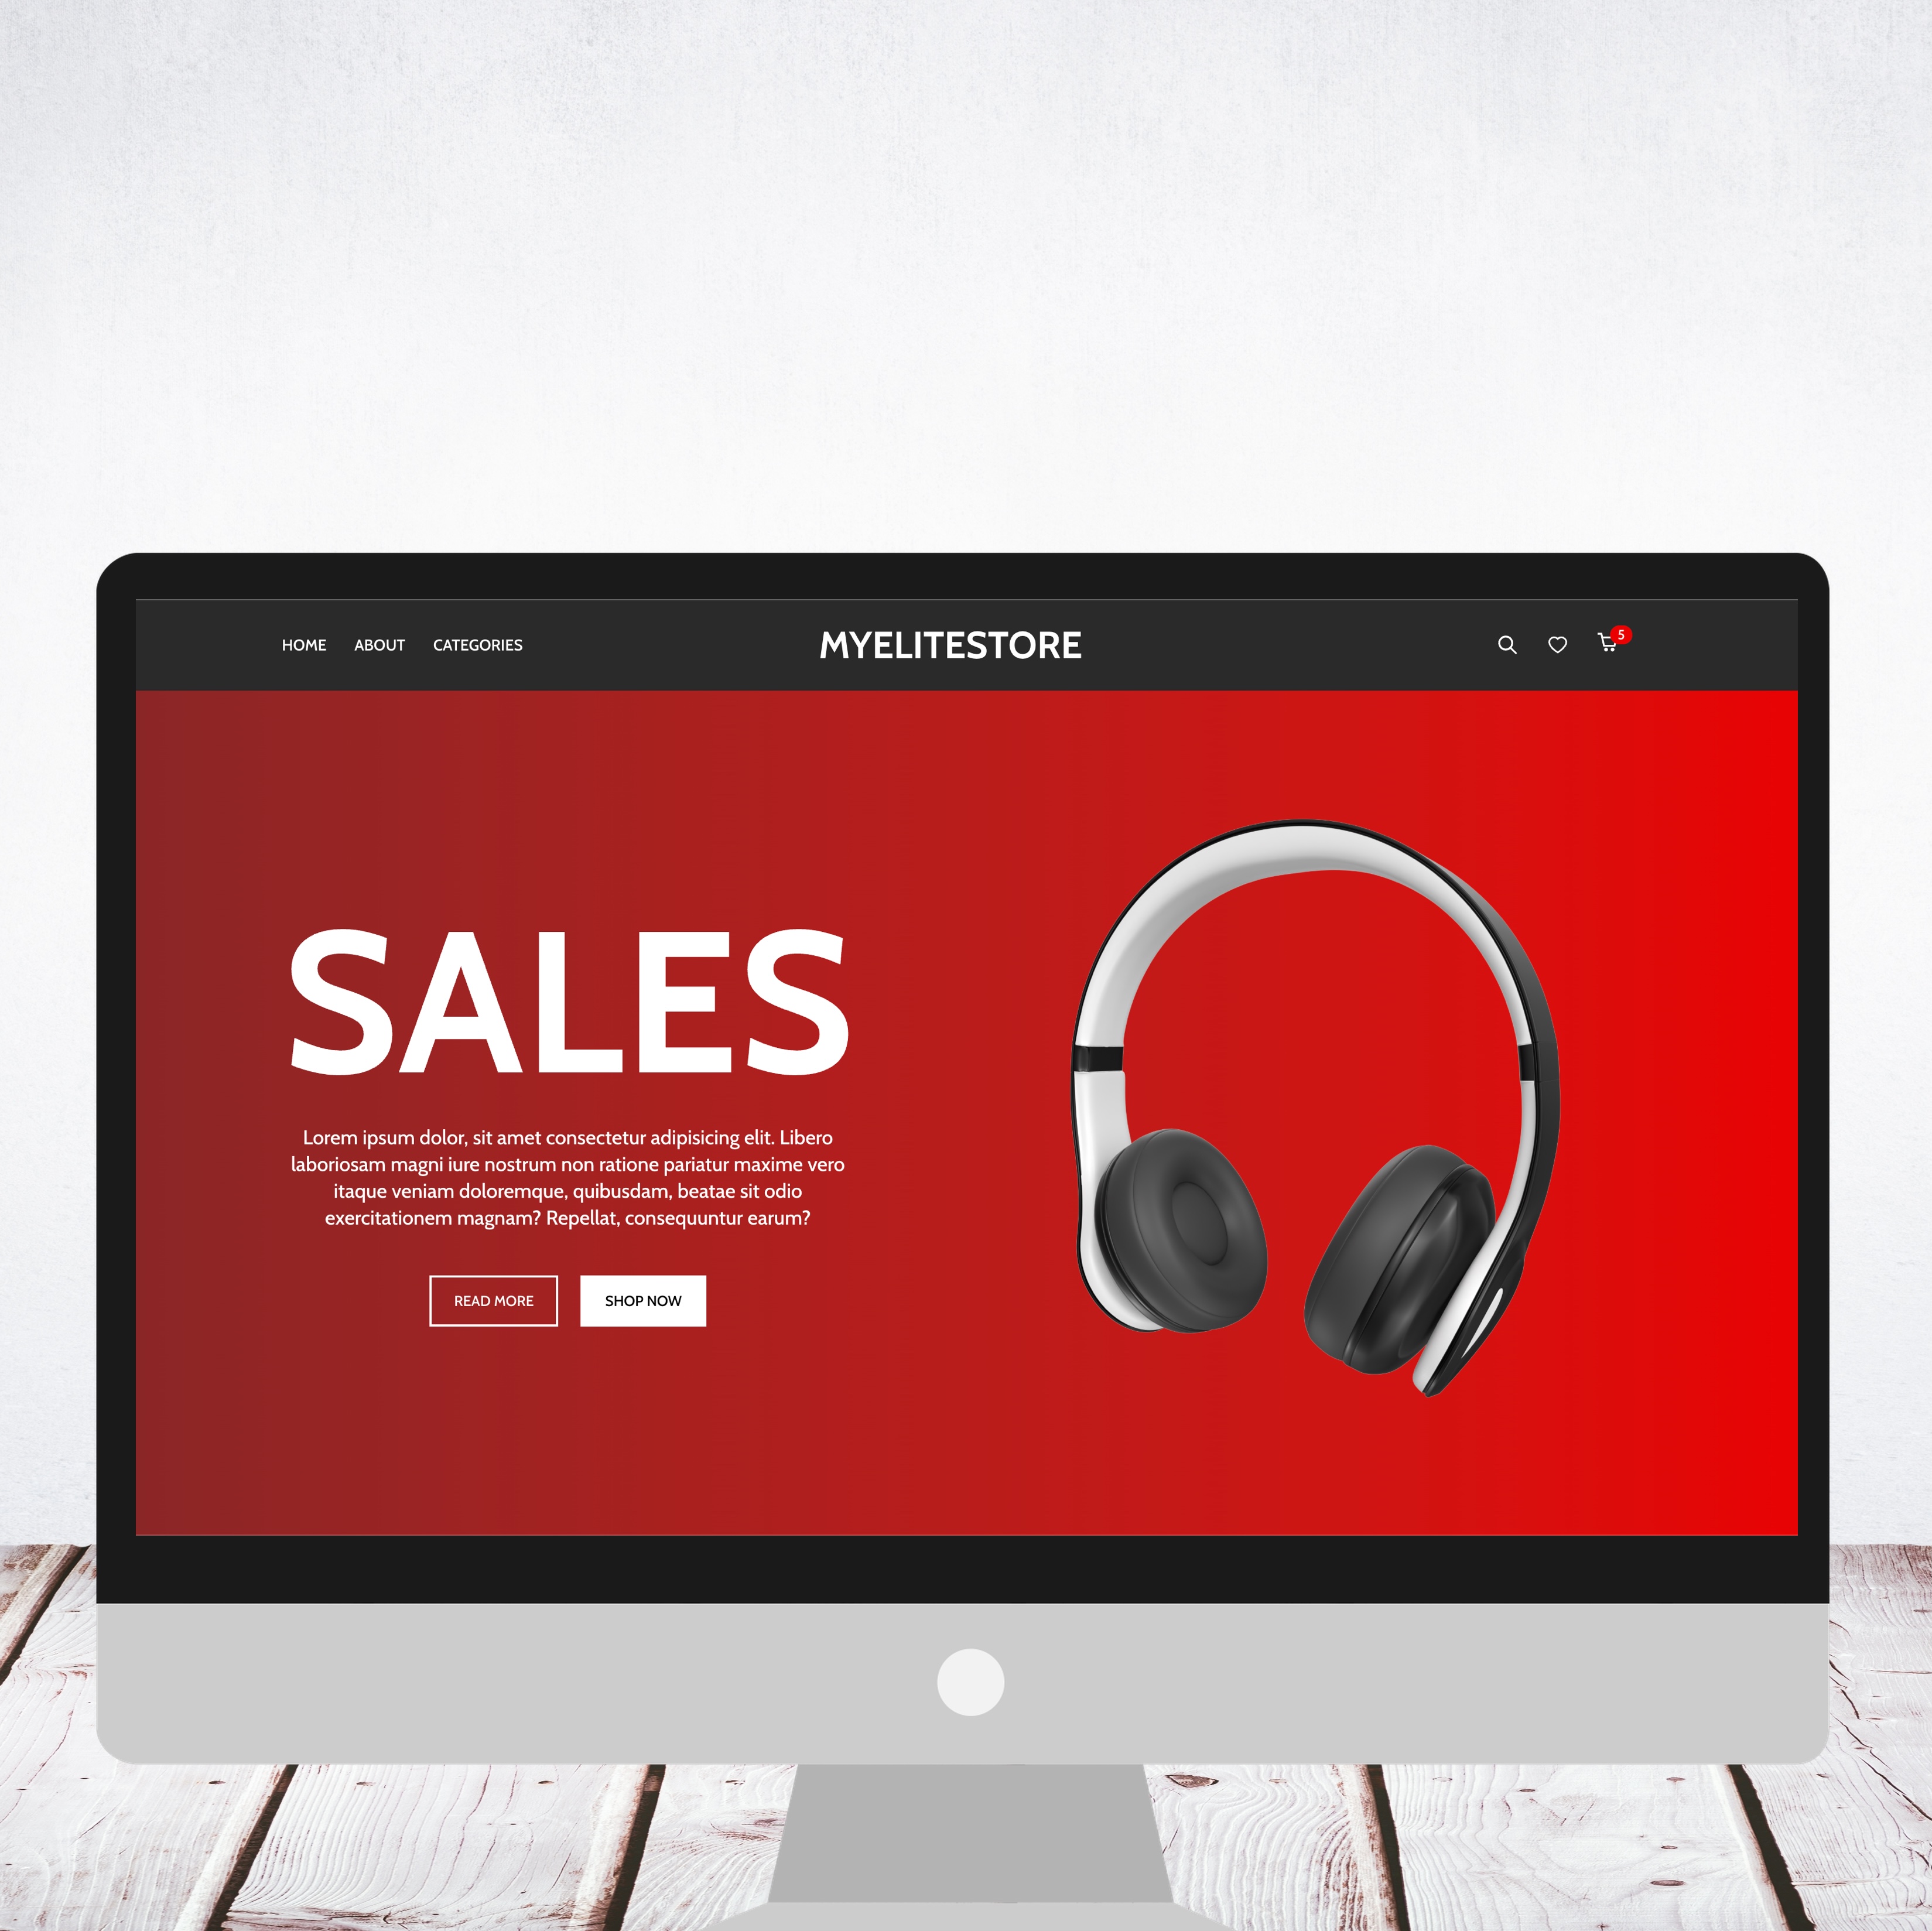 HOME ABOUT CATEGORIES MYELITESTORE 5
SALES
Lorem ipsum dolor, sit amet consectetur adipisicing elit. Libero
laboriosam magni iure nostrum non ratione pariatur maxime vero
itaque veniam doloremque, quibusdam, beatae sit odio
exercitationem magnam? Repellat, consequuntur earum?
READ MORE SHOP NOW